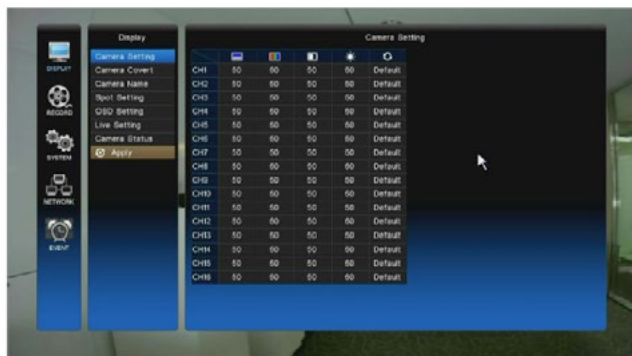 Display
Camera Setting
DISPLAY
RECORD
SYSTEM
NETWORK
EVENT
Camera Setting
Camera Covert
Camera Name
Spot Setting
OSD Setting
Live Setting
Camera Status
Apply
CH1 50 50 50 50 Default
CH2 50 50 50 50 Default
CH3 50 50 50 50 Default
CH4 50 50 50 50 Default
CH5 50 50 50 50 Default
CH6 50 50 50 50 Default
CH7 50 50 50 50 Default
CH8 50 50 50 50 Default
CH9 50 50 50 50 Default
CH10 50 50 50 50 Default
CH11 50 50 50 50 Default
CH12 50 50 50 50 Default
CH13 50 50 50 50 Default
CH14 50 50 50 50 Default
CH15 50 50 50 50 Default
CH16 50 50 50 50 Default